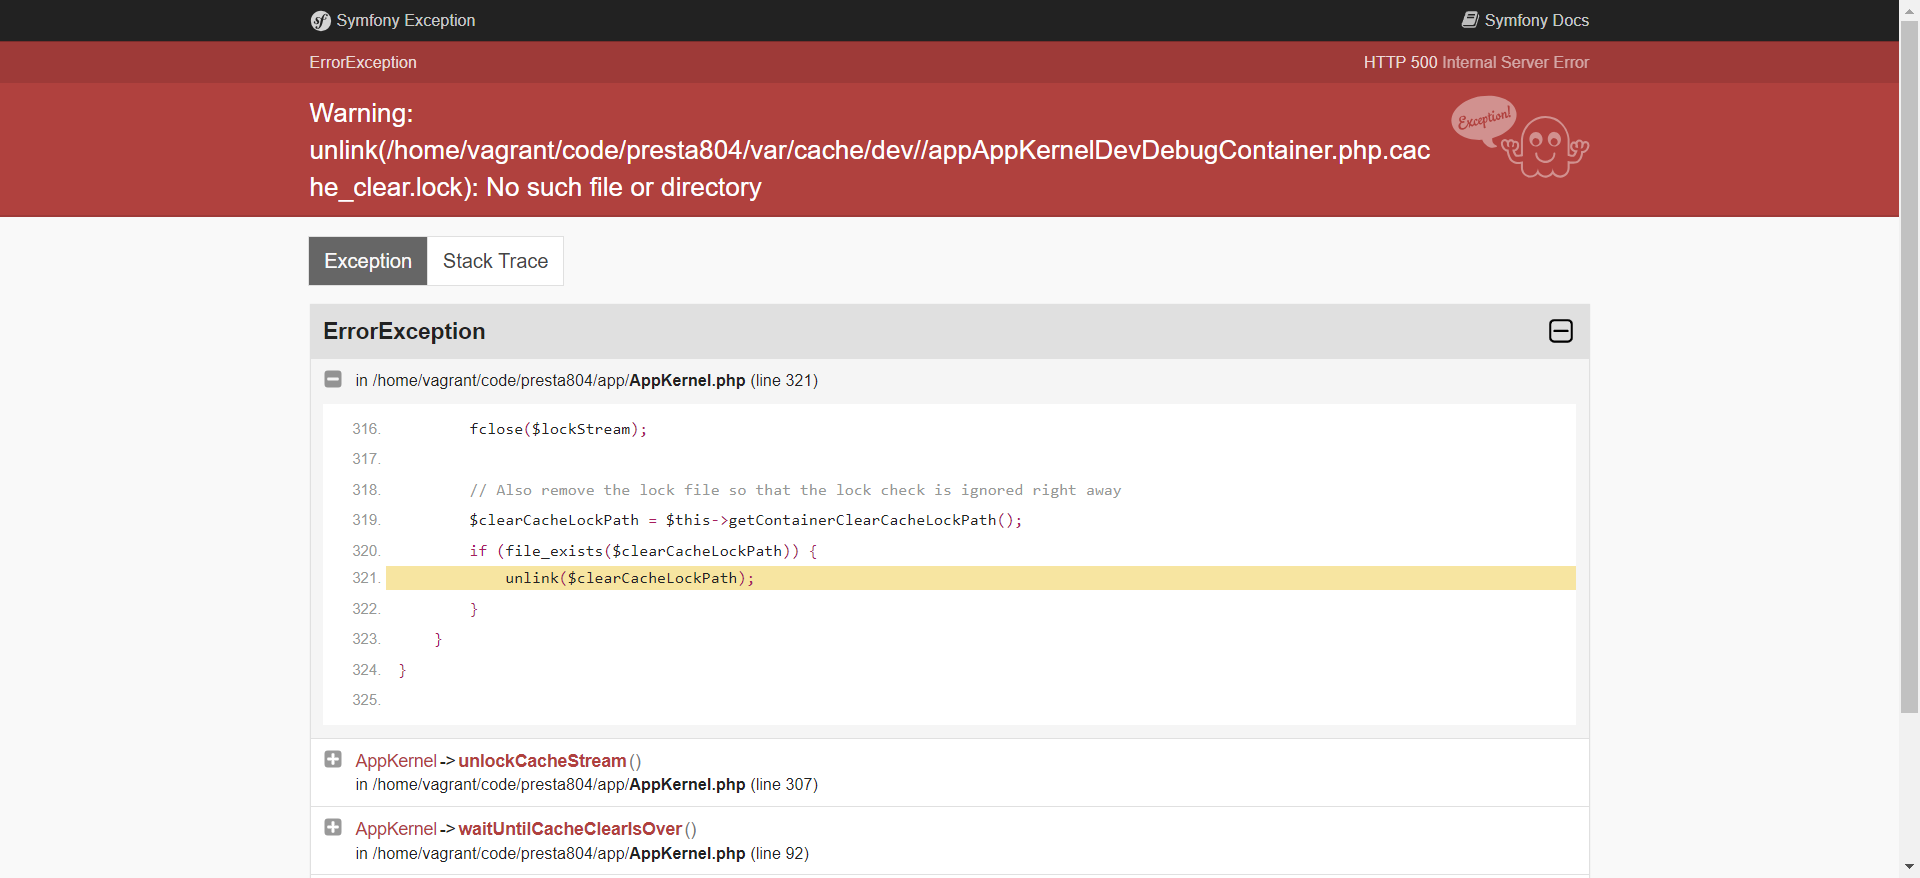 Symfony Exception
Symfony Docs
ErrorException
HTTP 500 Internal Server Error
Warning:
unlink(/home/vagrant/code/presta804/var/cache/dev//appAppKernelDevDebugContainer.php.cac
he_clear.lock): No such file or directory
Exception!
Exception
Stack Trace
ErrorException
in /home/vagrant/code/presta804/app/AppKernel.php (line 321)
316. fclose($lockStream);
317.
318. // Also remove the lock file so that the lock check is ignored right away
319. $clearCacheLockPath = $this->getContainerClearCacheLockPath();
320. if (file_exists($clearCacheLockPath)) {
321. unlink($clearCacheLockPath);
322. }
323. }
324. }
325.
AppKernel->unlockCacheStream()
in /home/vagrant/code/presta804/app/AppKernel.php (line 307)
AppKernel->waitUntilCacheClearIsOver()
in /home/vagrant/code/presta804/app/AppKernel.php (line 92)